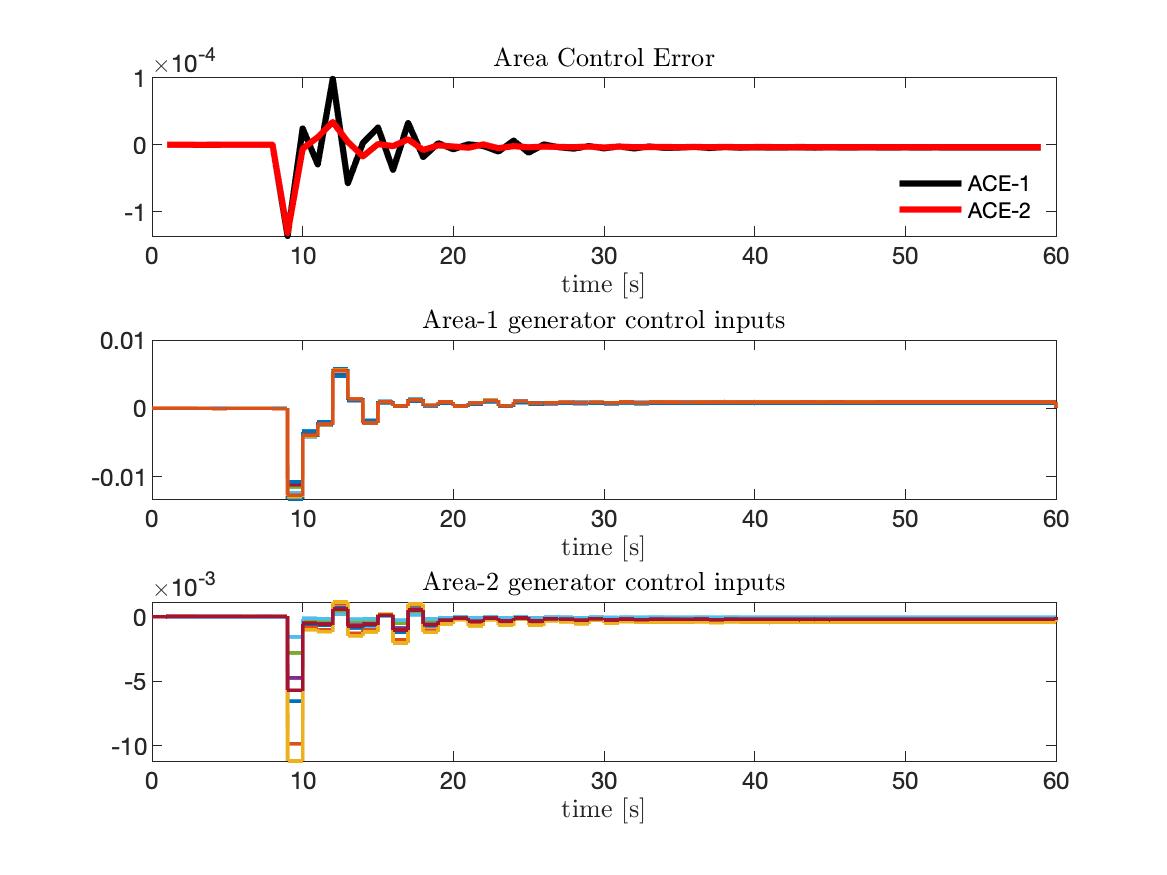 Area Control Error
×10-4
1
0
-1
ACE-1
ACE-2
0 10 20 30 40 50 60
time [s]
Area-1 generator control inputs
0.01
0
-0.01
0 10 20 30 40 50 60
time [s]
Area-2 generator control inputs
×10-3
0
-5
-10
0 10 20 30 40 50 60
time [s]